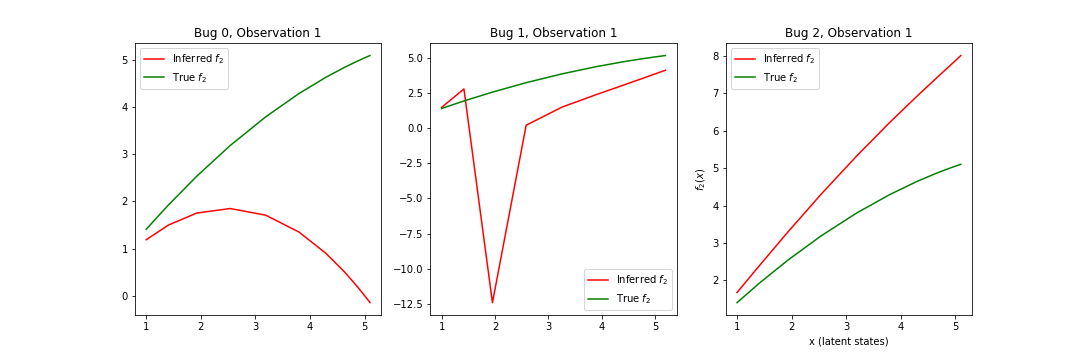 Bug 0, Observation 1
Inferred f₂
True f₂
5
4
3
2
1
0
1 2 3 4 5
Bug 1, Observation 1
5.0
2.5
0.0
−2.5
−5.0
−7.5
−10.0
−12.5
Inferred f₂
True f₂
1 2 3 4 5
Bug 2, Observation 1
Inferred f₂
True f₂
f₂(x)
8
7
6
5
4
3
2
1 2 3 4 5
x (latent states)